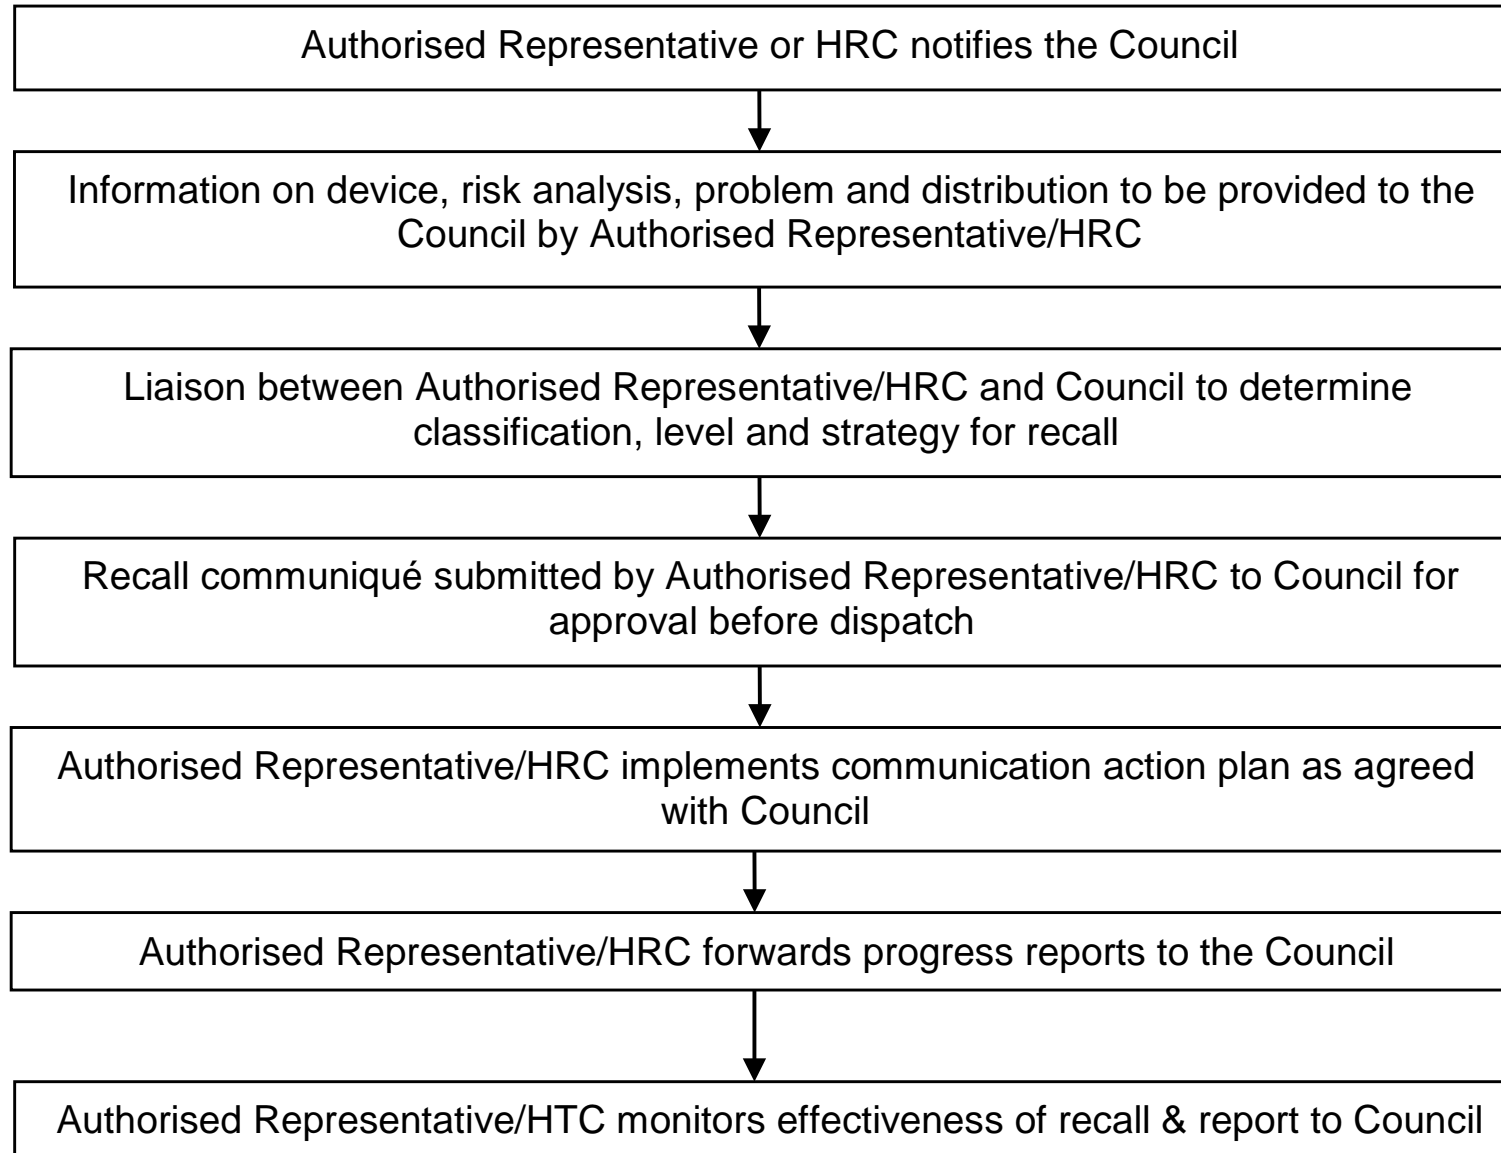 Authorised Representative or HRC notifies the Council
Information on device, risk analysis, problem and distribution to be provided to the
Council by Authorised Representative/HRC
Liaison between Authorised Representative/HRC and Council to determine
classification, level and strategy for recall
Recall communiqué submitted by Authorised Representative/HRC to Council for
approval before dispatch
Authorised Representative/HRC implements communication action plan as agreed
with Council
Authorised Representative/HRC forwards progress reports to the Council
Authorised Representative/HTC monitors effectiveness of recall & report to Council